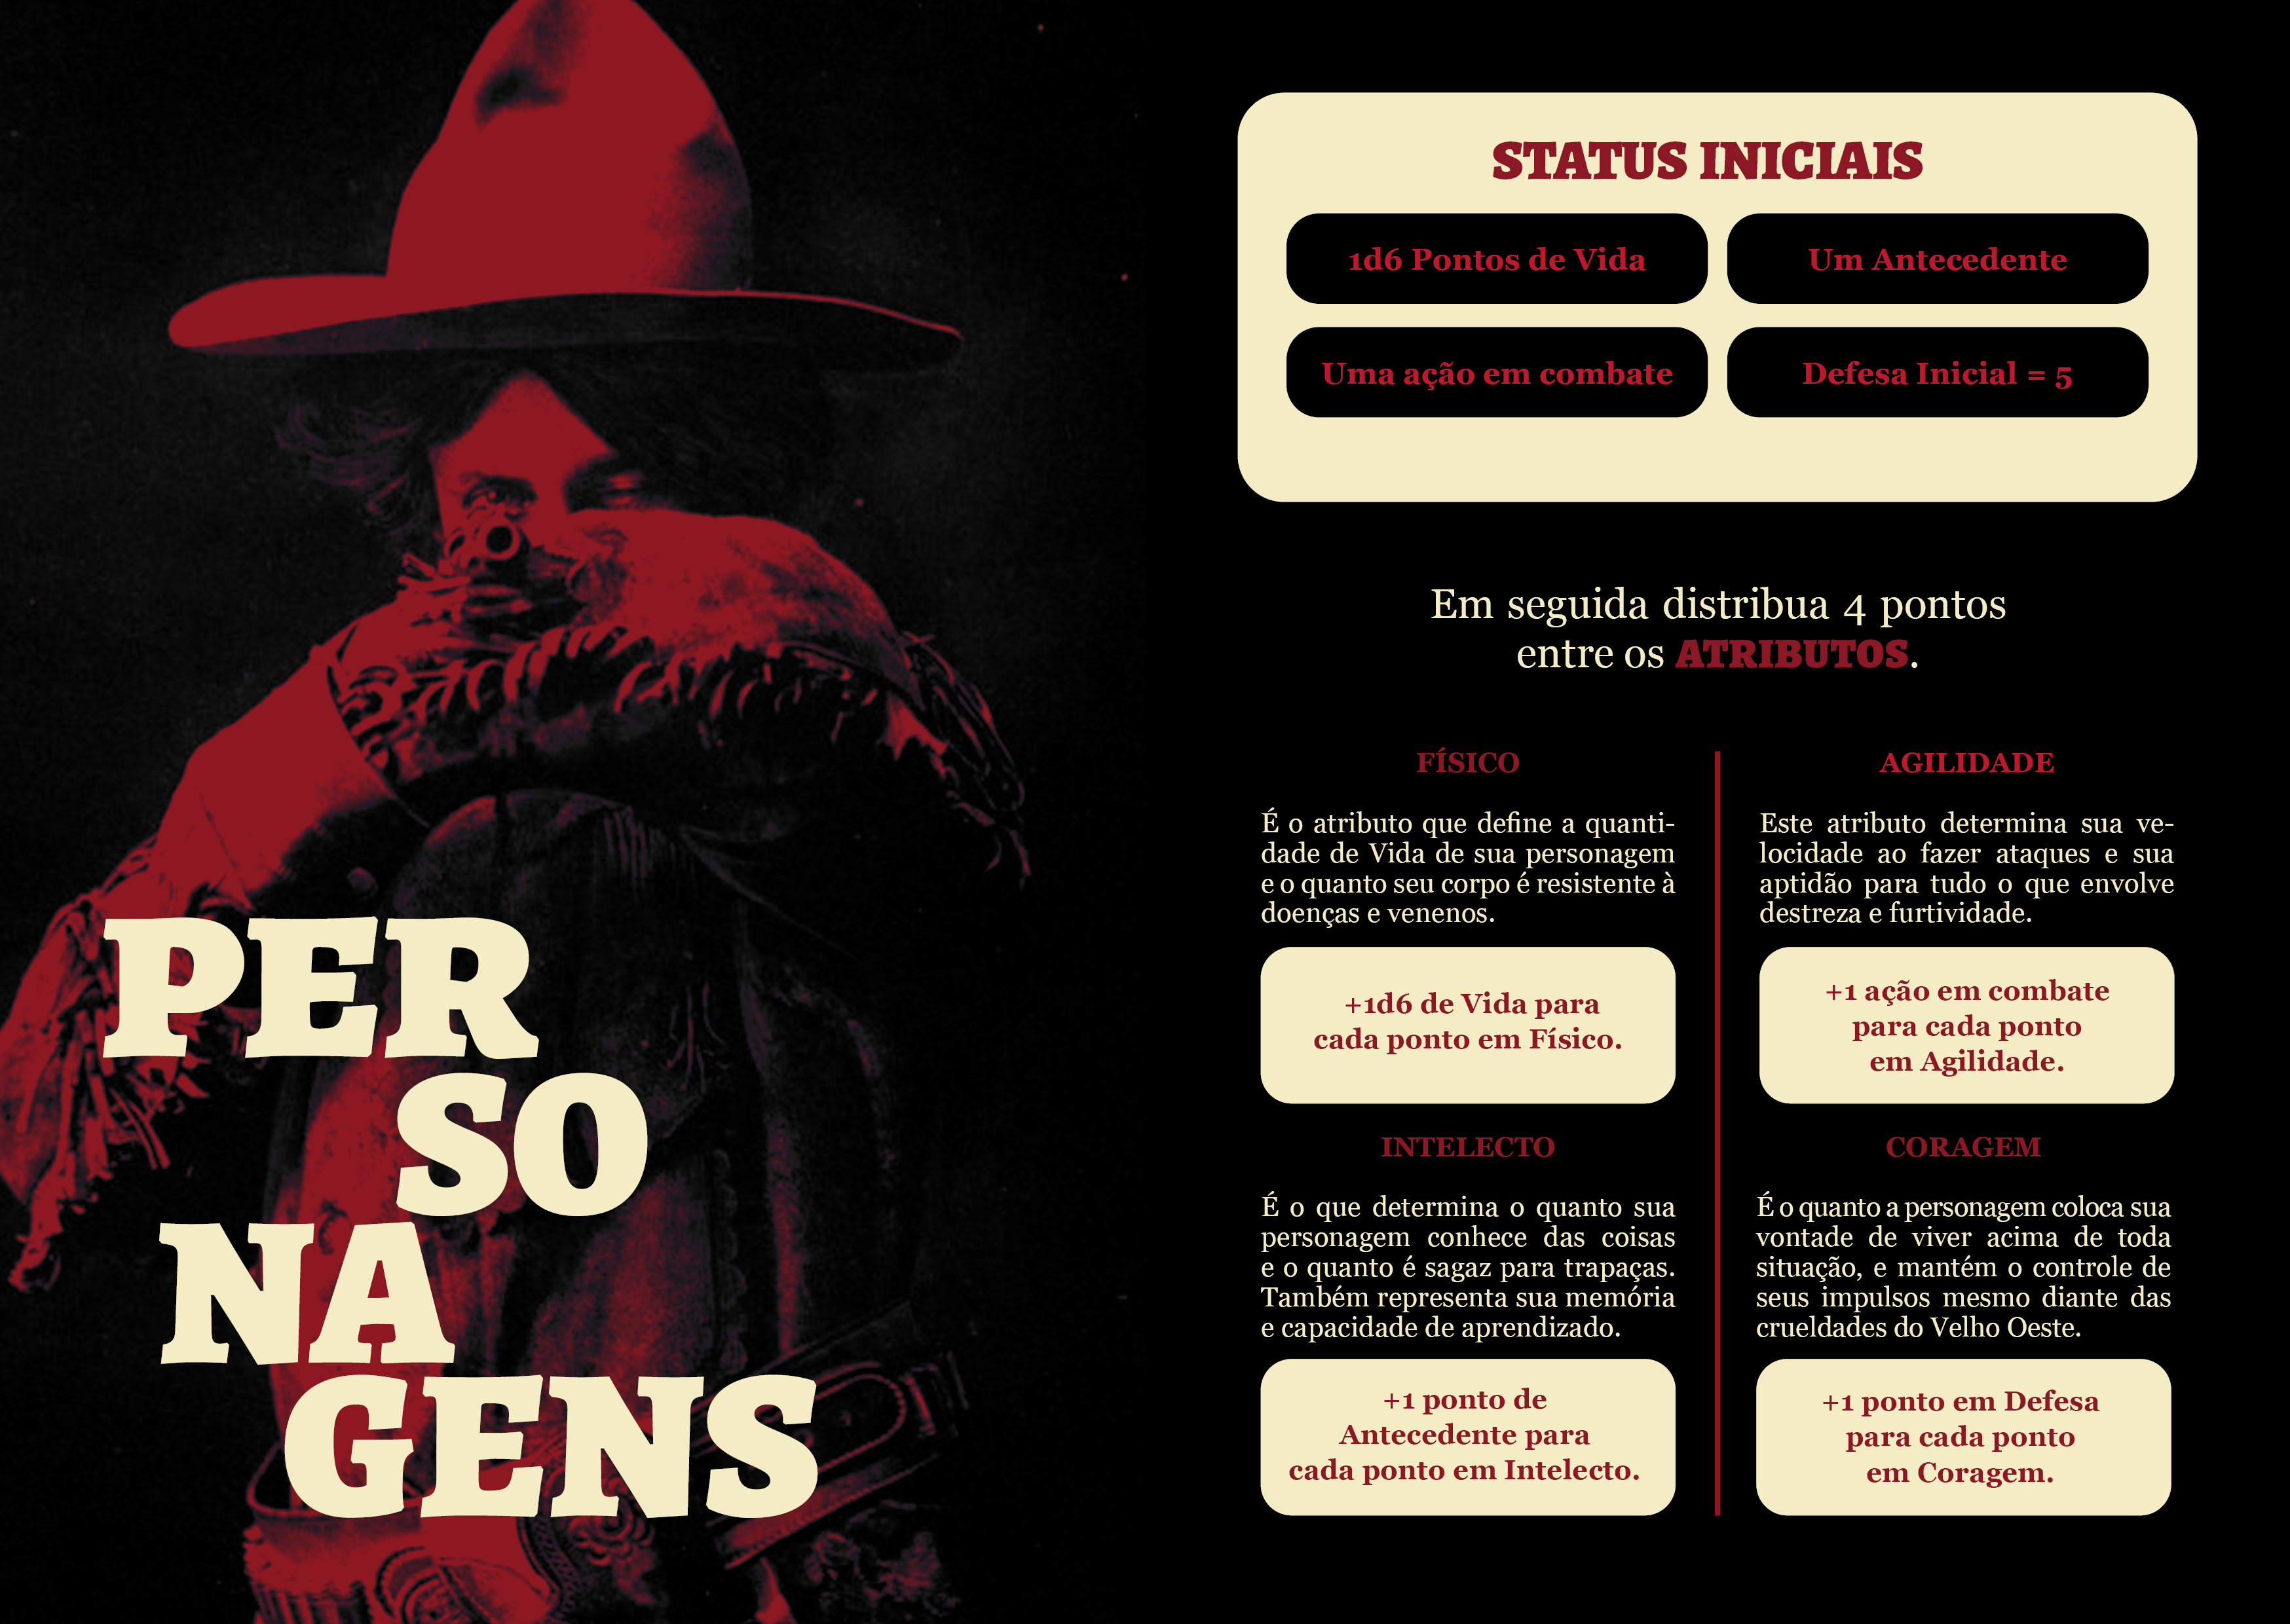 PER
SO
NA
GENS
STATUS INICIAIS
1d6 Pontos de Vida
Um Antecedente
Uma ação em combate
Defesa Inicial = 5
Em seguida distribua 4 pontos
entre os ATRIBUTOS.
FÍSICO
É o atributo que define a quanti-
dade de Vida de sua personagem
e o quanto seu corpo é resistente à
doenças e venenos.
+1d6 de Vida para
cada ponto em Físico.
AGILIDADE
Este atributo determina sua ve-
locidade ao fazer ataques e sua
aptidão para tudo o que envolve
destreza e furtividade.
+1 ação em combate
para cada ponto
em Agilidade.
INTELECTO
É o que determina o quanto sua
personagem conhece das coisas
e o quanto é sagaz para trapaças.
Também representa sua memória
e capacidade de aprendizado.
+1 ponto de
Antecedente para
cada ponto em Intelecto.
CORAGEM
É o quanto a personagem coloca sua
vontade de viver acima de toda
situação, e mantém o controle de
seus impulsos mesmo diante das
crueldades do Velho Oeste.
+1 ponto em Defesa
para cada ponto
em Coragem.